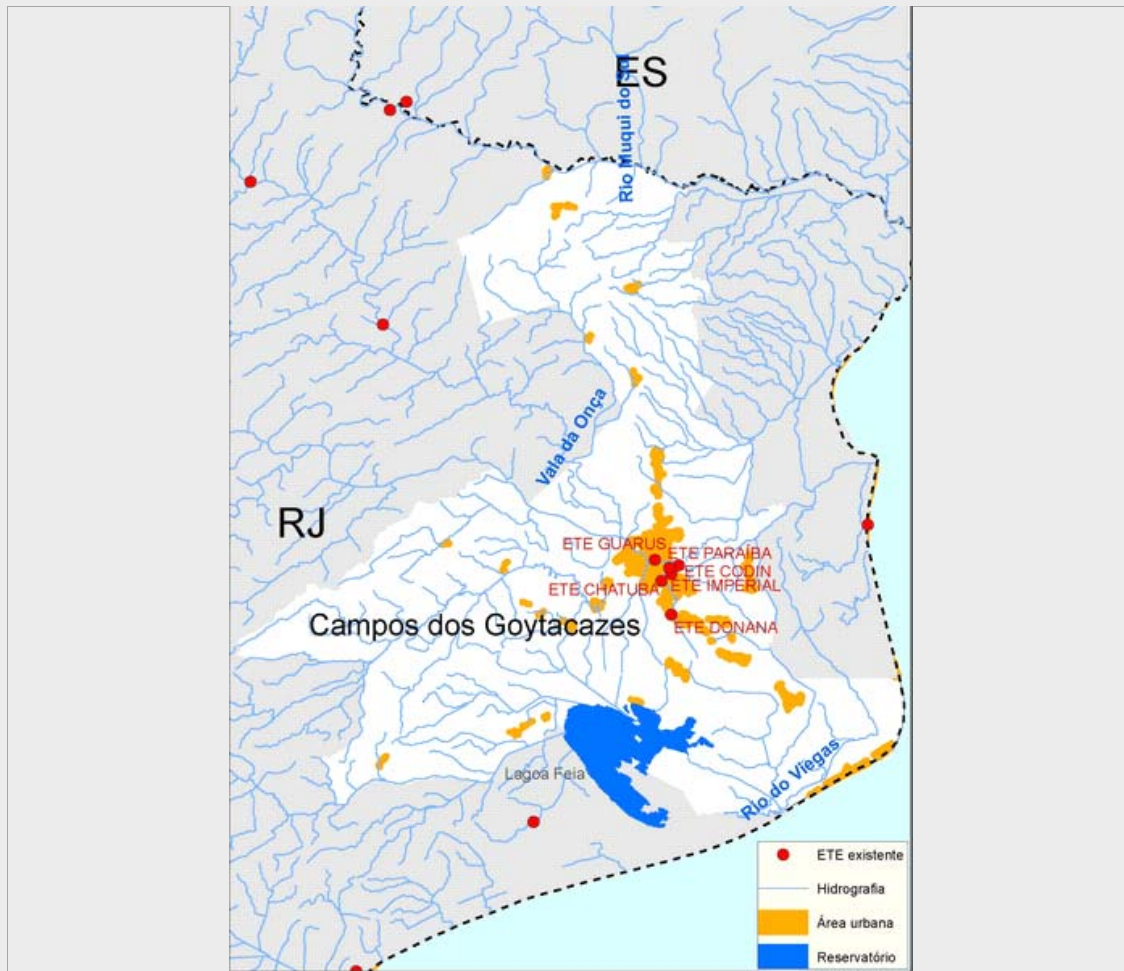 ES
Rio Muqui do Sul
Vala da Onça
RJ
ETE GUARUS
ETE PARAÍBA
ETE CODIN
ETE IMPERIAL
ETE CHATUBA
Campos dos Goytacazes
ETE DONANA
Lagoa Feia
Rio do Viegas
ETE existente
Hidrografia
Área urbana
Reservatório